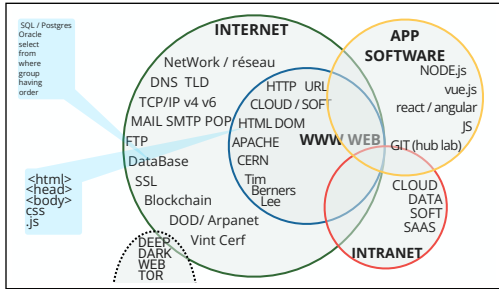 SQL / Postgres
Oracle
select
from
where
group
having
order
<html>
<head>
<body>
css
.js
INTERNET
NetWork / réseau
DNS TLD
TCP/IP v4 v6
MAIL SMTP POP
FTP
DataBase
SSL
Blockchain
DOD/ Arpanet
Vint Cerf
DEEP
DARK
WEB
TOR
HTTP URL
CLOUD / SOFT
HTML DOM
APACHE
WWW WEB
CERN
Tim
Berners
Lee
APP
SOFTWARE
NODE.js
vue.js
react / angular
JS
GIT (hub lab)
CLOUD
DATA
SOFT
SAAS
INTRANET